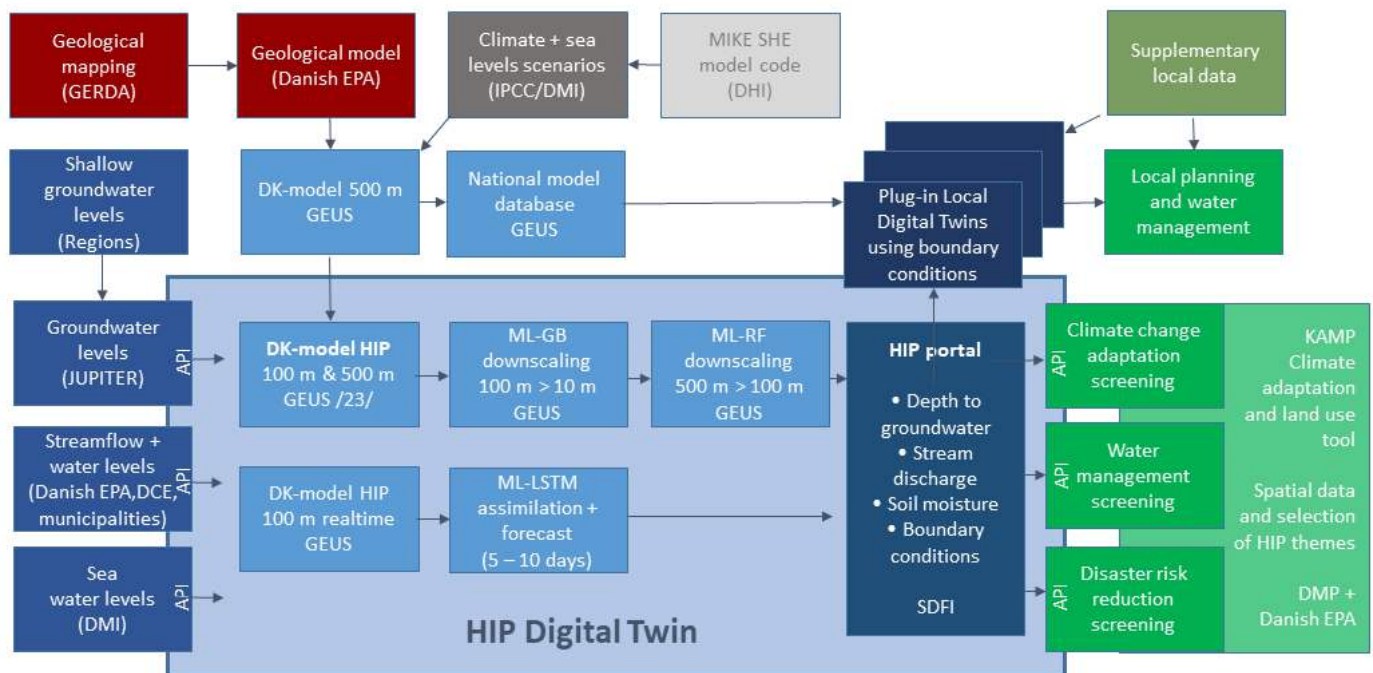 Geological
mapping
(GERDA)
Geological model
(Danish EPA)
Climate + sea
levels scenarios
(IPCC/DMI)
MIKE SHE
model code
(DHI)
Supplementary
local data
Shallow
groundwater
levels
(Regions)
DK-model 500 m
GEUS
National model
database
GEUS
Plug-in Local
Digital Twins
using boundary
conditions
Local planning
and water
management
Groundwater
levels
(JUPITER)
API
DK-model HIP
100 m & 500 m
GEUS /23/
ML-GB
downscaling
100 m > 10 m
GEUS
ML-RF
downscaling
500 m > 100 m
GEUS
HIP portal
• Depth to
groundwater
• Stream
discharge
• Soil moisture
• Boundary
conditions
SDFI
API
Climate change
adaptation
screening
KAMP
Climate
adaptation
and land use
tool
Spatial data
and selection
of HIP themes
DMP +
Danish EPA
Streamflow +
water levels
(Danish EPA,DCE,
municipalities)
API
DK-model HIP
100 m realtime
GEUS
ML-LSTM
assimilation +
forecast
(5 – 10 days)
API
Water
management
screening
Sea
water levels
(DMI)
API
HIP Digital Twin
API
Disaster risk
reduction
screening